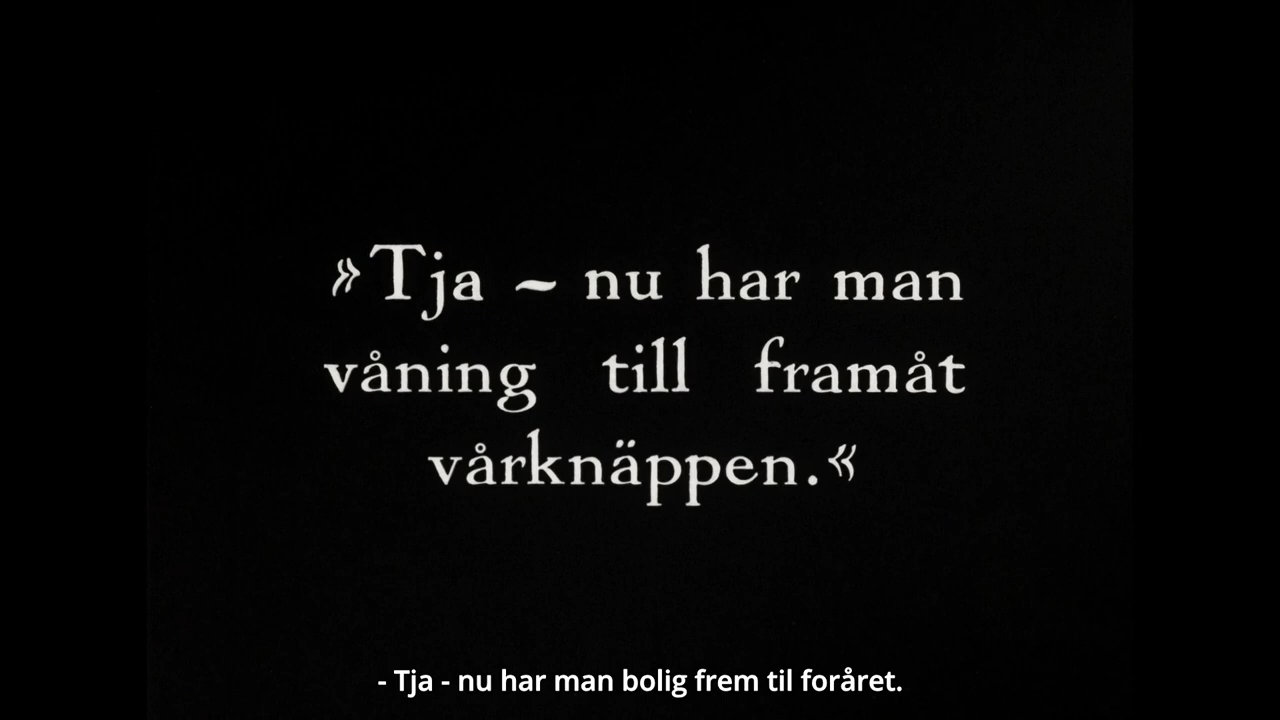 »Tja – nu har man
våning till framåt
vårknäppen.«
- Tja - nu har man bolig frem til foråret.